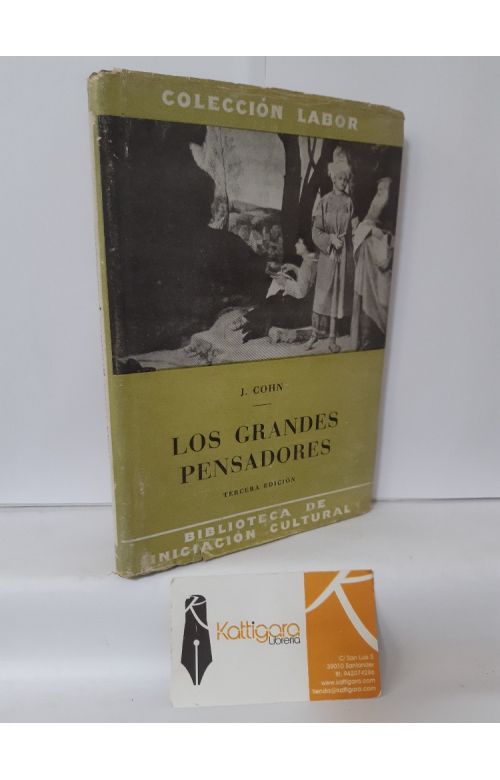 COLECCIÓN LABOR
J. COHN
LOS GRANDES
PENSADORES
TERCERA EDICIÓN
BIBLIOTECA DE
INICIACIÓN CULTURAL
Kattigara
Librería
C/ San Luis 5
39010 Santander
tlf. 942074286
www.kattigara.com
tienda@kattigara.com